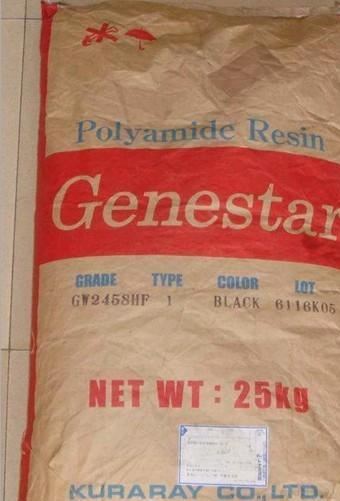 Polyamide Resin
Genestar
GRADE TYPE COLOR LOT
GW2458HF 1 BLACK 6116K05
NET WT : 25kg
KURARAY CO., LTD.